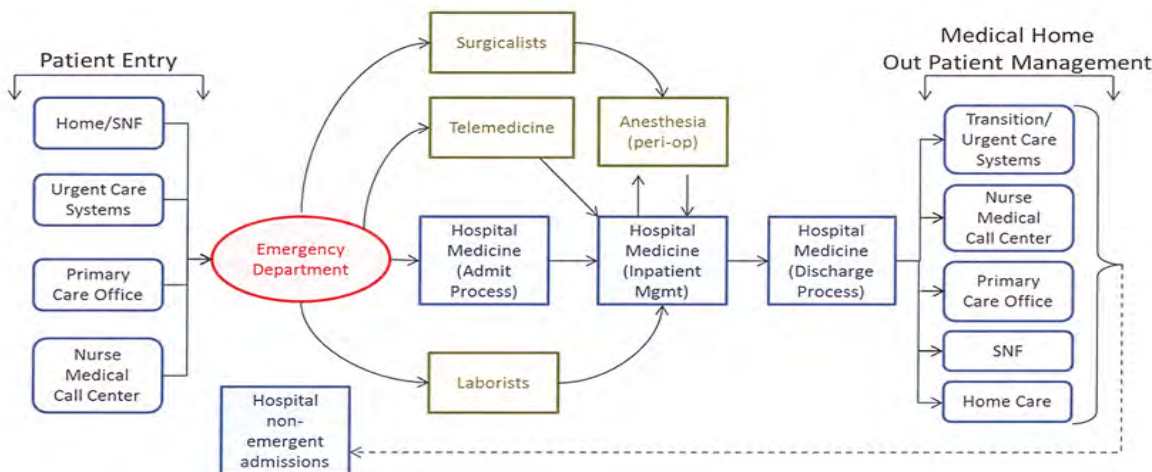 Patient Entry
Home/SNF
Urgent Care
Systems
Primary
Care Office
Nurse
Medical
Call Center
Emergency
Department
Surgicalists
Telemedicine
Anesthesia
(peri-op)
Hospital
Medicine
(Admit
Process)
Hospital
Medicine
(Inpatient
Mgmt)
Hospital
Medicine
(Discharge
Process)
Laborists
Hospital
non-
emergent
admissions
Medical Home
Out Patient Management
Transition/
Urgent Care
Systems
Nurse
Medical
Call Center
Primary
Care Office
SNF
Home Care